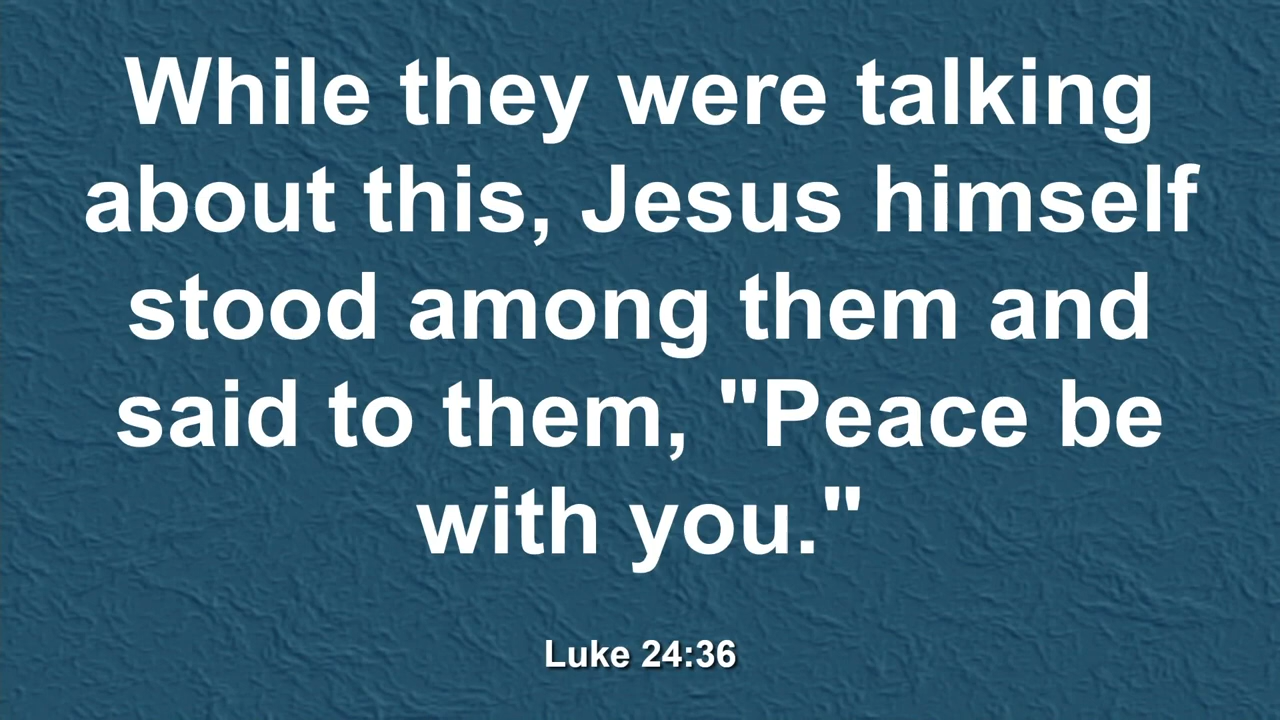 While they were talking
about this, Jesus himself
stood among them and
said to them, "Peace be
with you."
Luke 24:36